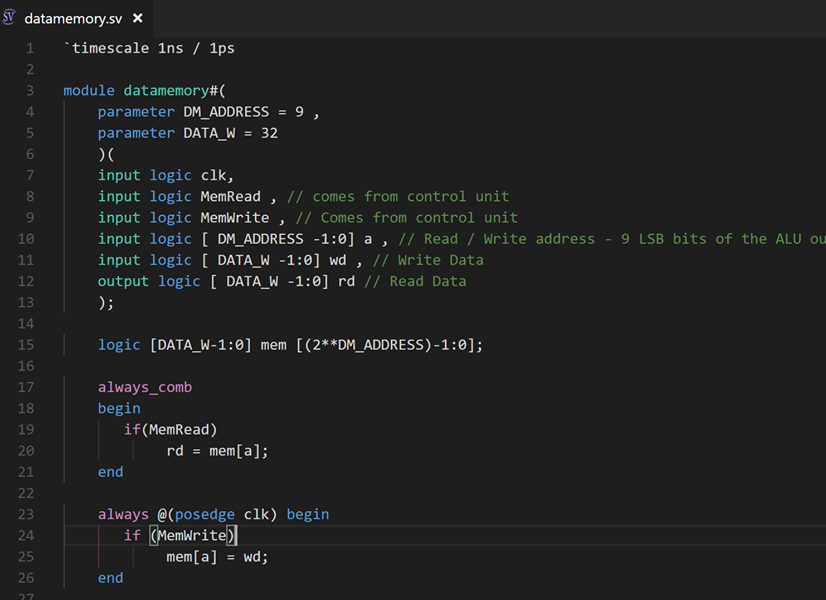 SV datamemory.sv ×
1 `timescale 1ns / 1ps
2
3 module datamemory#(
4     parameter DM_ADDRESS = 9 ,
5     parameter DATA_W = 32
6     )(
7     input logic clk,
8     input logic MemRead , // comes from control unit
9     input logic MemWrite , // Comes from control unit
10     input logic [ DM_ADDRESS -1:0] a , // Read / Write address - 9 LSB bits of the ALU ou
11     input logic [ DATA_W -1:0] wd , // Write Data
12     output logic [ DATA_W -1:0] rd // Read Data
13     );
14
15     logic [DATA_W-1:0] mem [(2**DM_ADDRESS)-1:0];
16
17     always_comb
18     begin
19        if(MemRead)
20             rd = mem[a];
21     end
22
23     always @(posedge clk) begin
24        if (MemWrite)
25             mem[a] = wd;
26     end
27